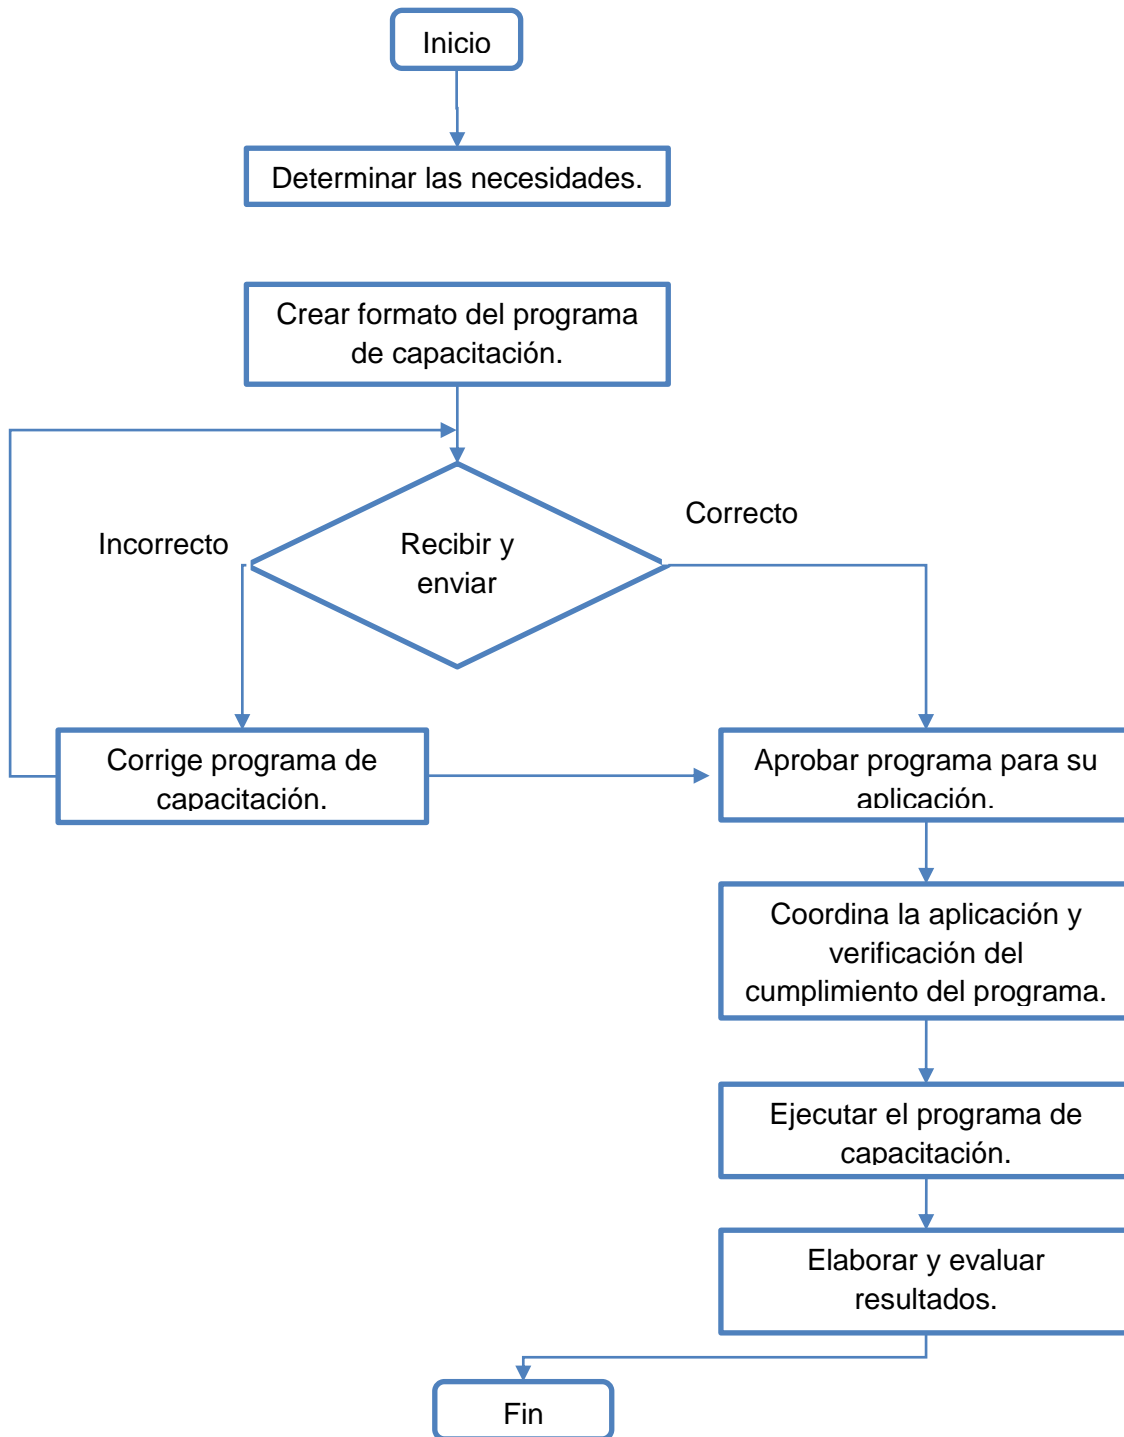 Inicio
Determinar las necesidades.
Crear formato del programa
de capacitación.
Correcto
Incorrecto
Recibir y
enviar
Corrige programa de
capacitación.
Aprobar programa para su
aplicación.
Coordina la aplicación y
verificación del
cumplimiento del programa.
Ejecutar el programa de
capacitación.
Elaborar y evaluar
resultados.
Fin